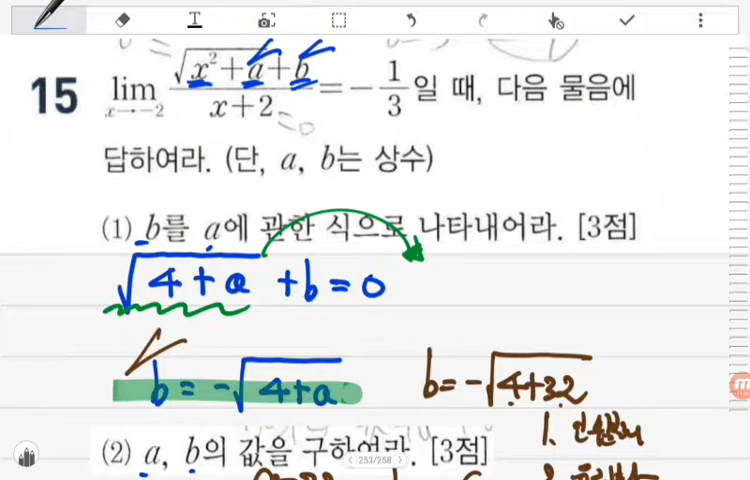 15 lim x→-2 √(x²+a)+b / x+2 = -1/3 일 때, 다음 물음에
=0
답하여라. (단, a, b는 상수)
(1) b를 a에 관한 식으로 나타내어라. [3점]
√(4+a) +b=0
b=-√(4+a)
b=-√(4+32)
1.
(2) a, b의 값을 구하여라. [3점]
253/258